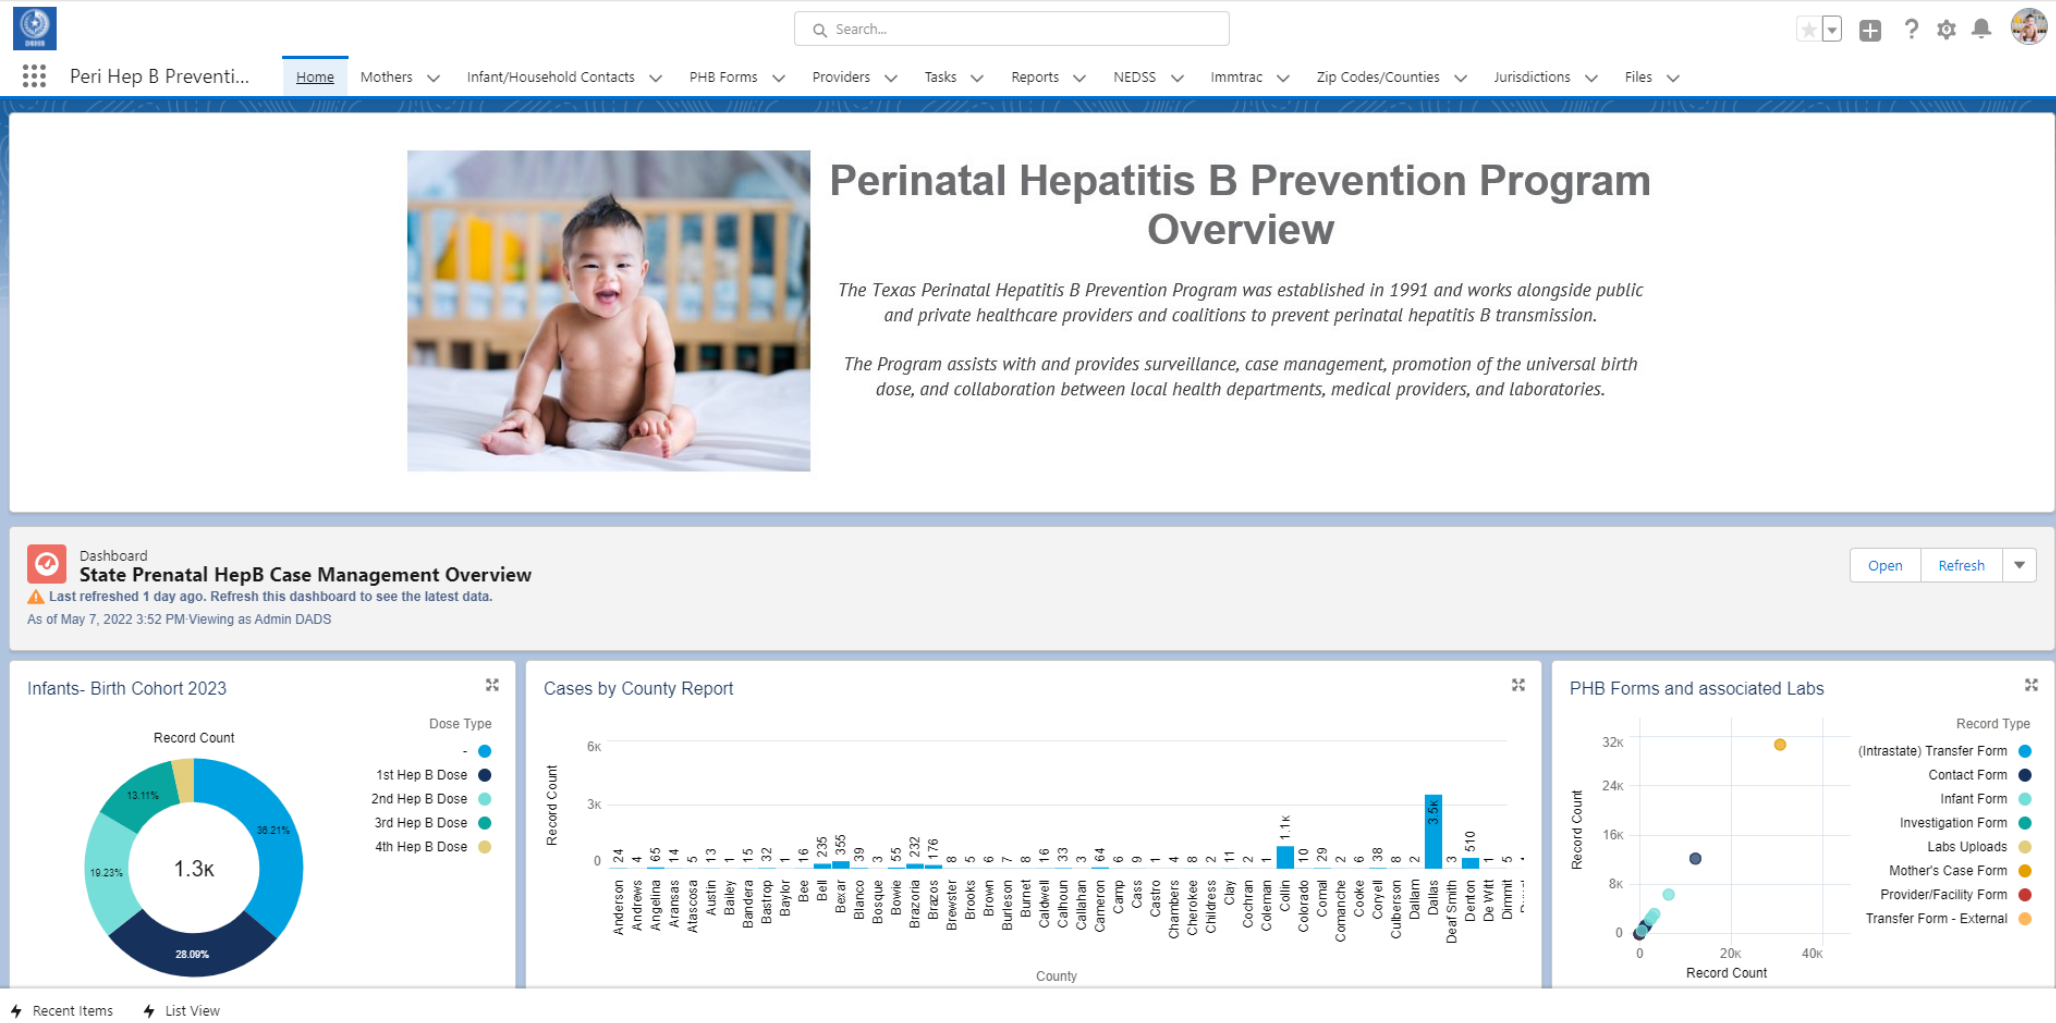 DSHS
Search...
Peri Hep B Preventi...
Home
Mothers
Infant/Household Contacts
PHB Forms
Providers
Tasks
Reports
NEDSS
Immtrac
Zip Codes/Counties
Jurisdictions
Files
Perinatal Hepatitis B Prevention Program
Overview
The Texas Perinatal Hepatitis B Prevention Program was established in 1991 and works alongside public
and private healthcare providers and coalitions to prevent perinatal hepatitis B transmission.
The Program assists with and provides surveillance, case management, promotion of the universal birth
dose, and collaboration between local health departments, medical providers, and laboratories.
Dashboard
State Prenatal HepB Case Management Overview
Last refreshed 1 day ago. Refresh this dashboard to see the latest data.
As of May 7, 2022 3:52 PM·Viewing as Admin DADS
Open
Refresh
Infants- Birth Cohort 2023
Dose Type
Record Count
-
1st Hep B Dose
2nd Hep B Dose
3rd Hep B Dose
4th Hep B Dose
13.11%
36.21%
19.23%
1.3K
28.09%
Cases by County Report
Record Count
6K
3K
0
24
4
65
14
5
13
1
15
32
1
16
235
355
39
3
55
232
176
8
5
6
7
8
16
33
3
64
6
9
1
4
8
2
11
2
1
1.1K
10
29
2
6
38
8
2
3.5K
3
510
1
5
Anderson
Andrews
Angelina
Aransas
Atascosa
Austin
Bailey
Bandera
Bastrop
Baylor
Bee
Bell
Bexar
Blanco
Bosque
Bowie
Brazoria
Brazos
Brewster
Brooks
Brown
Burleson
Burnet
Caldwell
Calhoun
Callahan
Cameron
Camp
Cass
Castro
Chambers
Cherokee
Childress
Clay
Cochran
Coleman
Collin
Colorado
Comal
Comanche
Cooke
Coryell
Culberson
Dallam
Dallas
Deaf Smith
Denton
De Witt
Dimmit
County
PHB Forms and associated Labs
Record Type
Record Count
32K
24K
16K
8K
0
0
20K
40K
Record Count
(Intrastate) Transfer Form
Contact Form
Infant Form
Investigation Form
Labs Uploads
Mother's Case Form
Provider/Facility Form
Transfer Form - External
Recent Items
List View